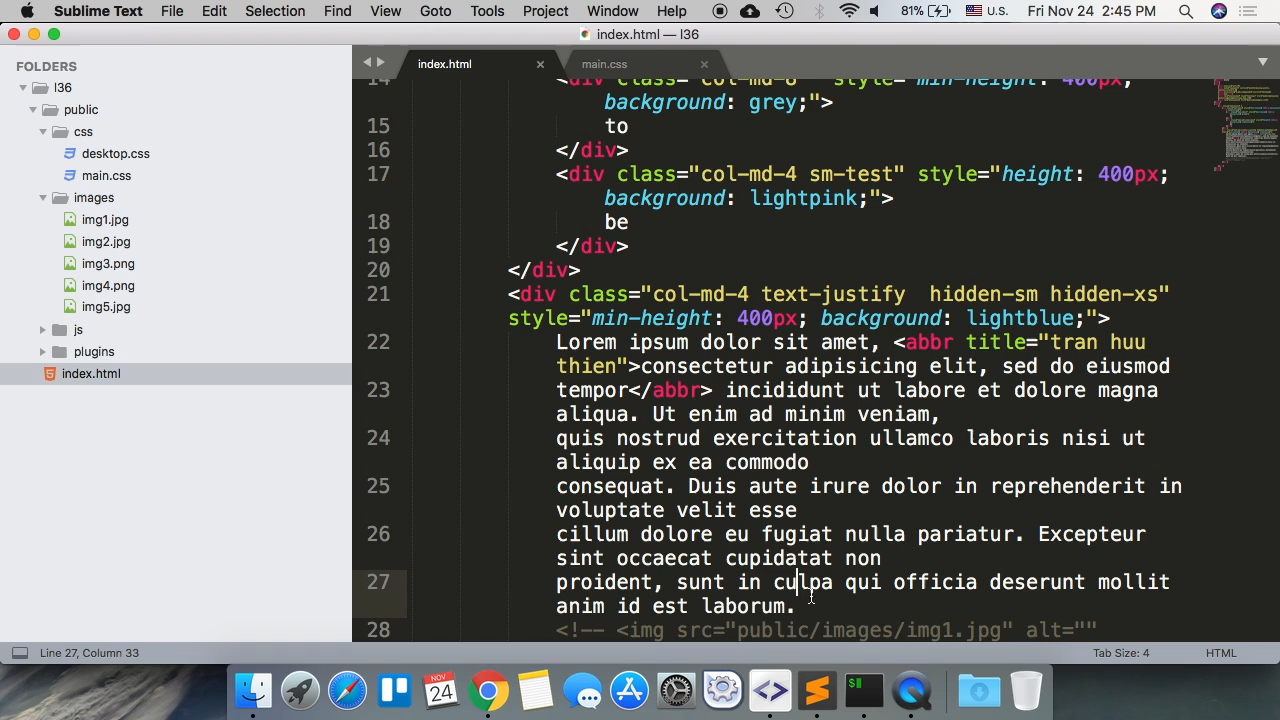 Sublime Text File Edit Selection Find View Goto Tools Project Window Help 81% U.S. Fri Nov 24 2:45 PM
index.html — l36
FOLDERS
l36
public
css
desktop.css
main.css
images
img1.jpg
img2.jpg
img3.png
img4.png
img5.jpg
js
plugins
index.html
index.html × main.css ×
14 <div class="col-md-8" style="min-height: 400px;
background: grey;">
15 to
16 </div>
17 <div class="col-md-4 sm-test" style="height: 400px;
background: lightpink;">
18 be
19 </div>
20 </div>
21 <div class="col-md-4 text-justify  hidden-sm hidden-xs"
style="min-height: 400px; background: lightblue;">
22 Lorem ipsum dolor sit amet, <abbr title="tran huu
thien">consectetur adipisicing elit, sed do eiusmod
23 tempor</abbr> incididunt ut labore et dolore magna
aliqua. Ut enim ad minim veniam,
24 quis nostrud exercitation ullamco laboris nisi ut
aliquip ex ea commodo
25 consequat. Duis aute irure dolor in reprehenderit in
voluptate velit esse
26 cillum dolore eu fugiat nulla pariatur. Excepteur
sint occaecat cupidatat non
27 proident, sunt in culpa qui officia deserunt mollit
anim id est laborum.
28 <!-- <img src="public/images/img1.jpg" alt=""
Line 27, Column 33 Tab Size: 4 HTML
NOV
24